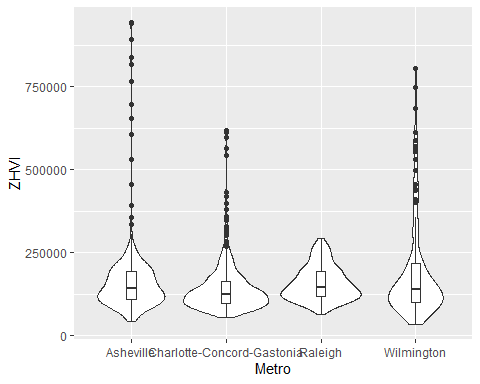 ZHVI
750000
500000
250000
0
Asheville Charlotte-Concord-Gastonia Raleigh Wilmington
Metro